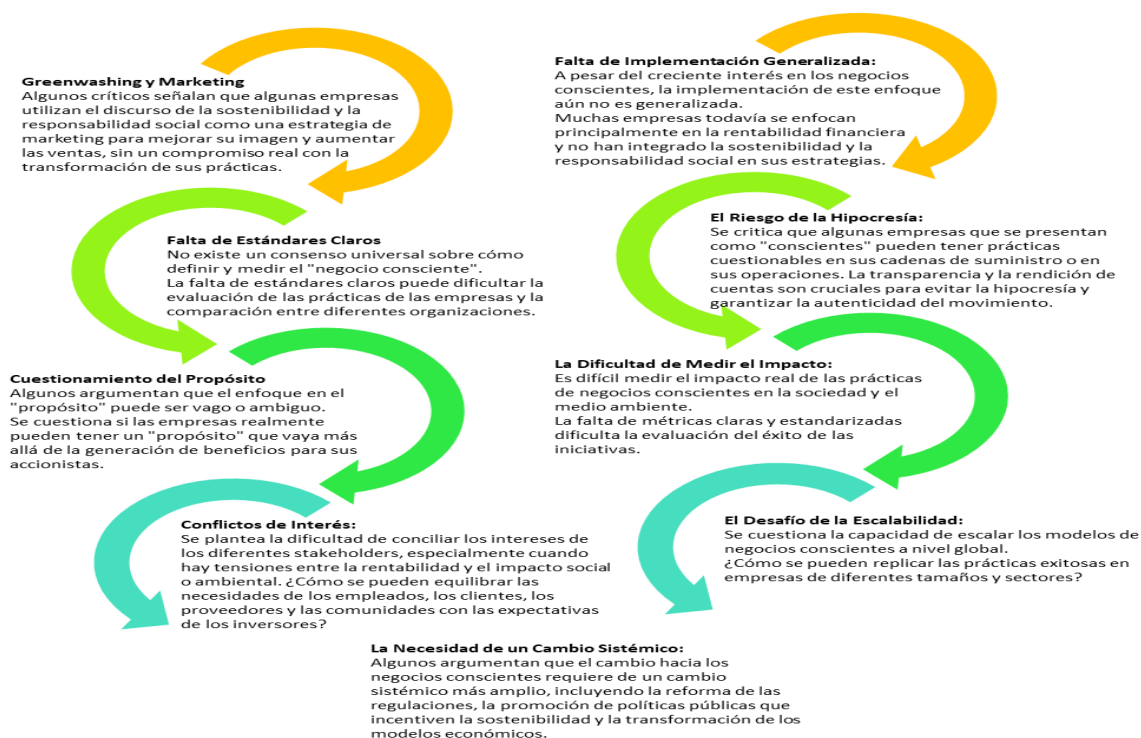 Greenwashing y Marketing
Algunos críticos señalan que algunas empresas
utilizan el discurso de la sostenibilidad y la
responsabilidad social como una estrategia de
marketing para mejorar su imagen y aumentar
las ventas, sin un compromiso real con la
transformación de sus prácticas.
Falta de Estándares Claros
No existe un consenso universal sobre cómo
definir y medir el "negocio consciente".
La falta de estándares claros puede dificultar la
evaluación de las prácticas de las empresas y la
comparación entre diferentes organizaciones.
Cuestionamiento del Propósito
Algunos argumentan que el enfoque en el
"propósito" puede ser vago o ambiguo.
Se cuestiona si las empresas realmente
pueden tener un "propósito" que vaya más
allá de la generación de beneficios para sus
accionistas.
Conflictos de Interés:
Se plantea la dificultad de conciliar los intereses de
los diferentes stakeholders, especialmente cuando
hay tensiones entre la rentabilidad y el impacto social
o ambiental. ¿Cómo se pueden equilibrar las
necesidades de los empleados, los clientes, los
proveedores y las comunidades con las expectativas
de los inversores?
Falta de Implementación Generalizada:
A pesar del creciente interés en los negocios
conscientes, la implementación de este enfoque
aún no es generalizada.
Muchas empresas todavía se enfocan
principalmente en la rentabilidad financiera
y no han integrado la sostenibilidad y la
responsabilidad social en sus estrategias.
El Riesgo de la Hipocresía:
Se critica que algunas empresas que se presentan
como "conscientes" pueden tener prácticas
cuestionables en sus cadenas de suministro o en
sus operaciones. La transparencia y la rendición de
cuentas son cruciales para evitar la hipocresía y
garantizar la autenticidad del movimiento.
La Dificultad de Medir el Impacto:
Es difícil medir el impacto real de las prácticas
de negocios conscientes en la sociedad y el
medio ambiente.
La falta de métricas claras y estandarizadas
dificulta la evaluación del éxito de las
iniciativas.
El Desafío de la Escalabilidad:
Se cuestiona la capacidad de escalar los modelos de
negocios conscientes a nivel global.
¿Cómo se pueden replicar las prácticas exitosas en
empresas de diferentes tamaños y sectores?
La Necesidad de un Cambio Sistémico:
Algunos argumentan que el cambio hacia los
negocios conscientes requiere de un cambio
sistémico más amplio, incluyendo la reforma de las
regulaciones, la promoción de políticas públicas que
incentiven la sostenibilidad y la transformación de los
modelos económicos.